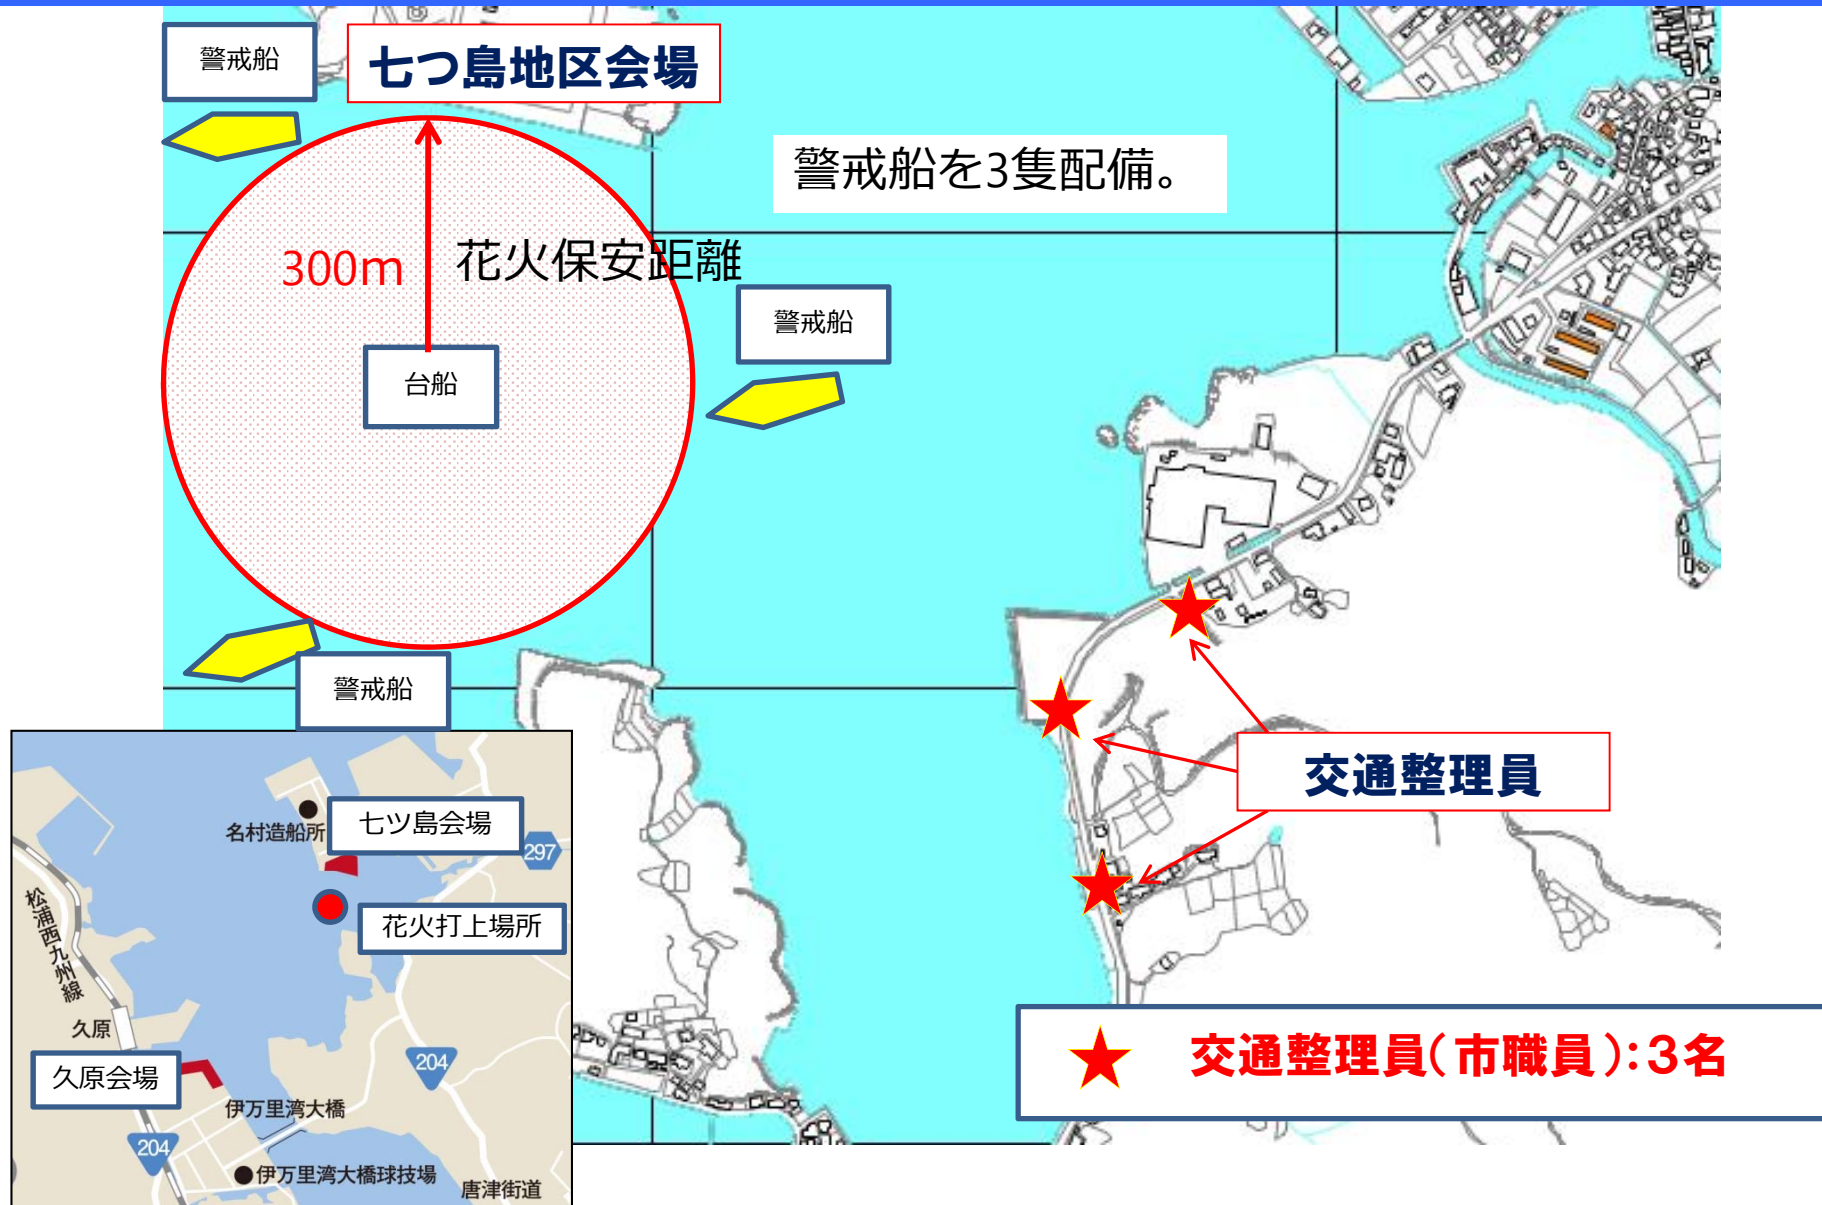 警戒船
七つ島地区会場
警戒船を3隻配備。
300m
花火保安距離
警戒船
台船
警戒船
交通整理員
交通整理員(市職員):3名
名村造船所
七ツ島会場
297
花火打上場所
松浦西九州線
久原
久原会場
204
伊万里湾大橋
204
伊万里湾大橋球技場
唐津街道